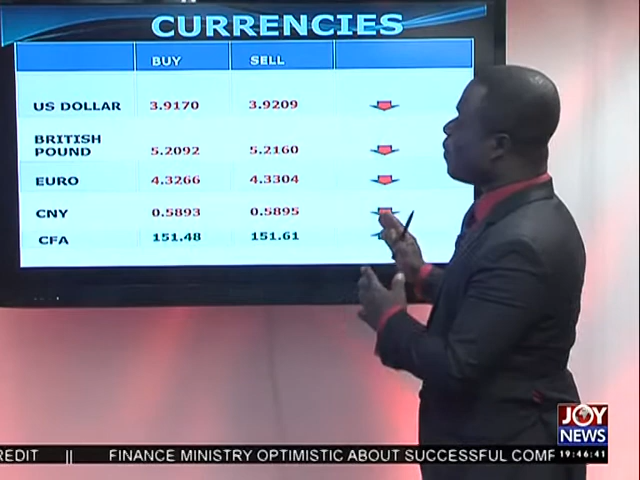 CURRENCIES
BUY SELL
US DOLLAR 3.9170 3.9209
BRITISH
POUND 5.2092 5.2160
EURO 4.3266 4.3304
CNY 0.5893 0.5895
CFA 151.48 151.61
JOY
NEWS
REDIT || FINANCE MINISTRY OPTIMISTIC ABOUT SUCCESSFUL COMP 19:46:41